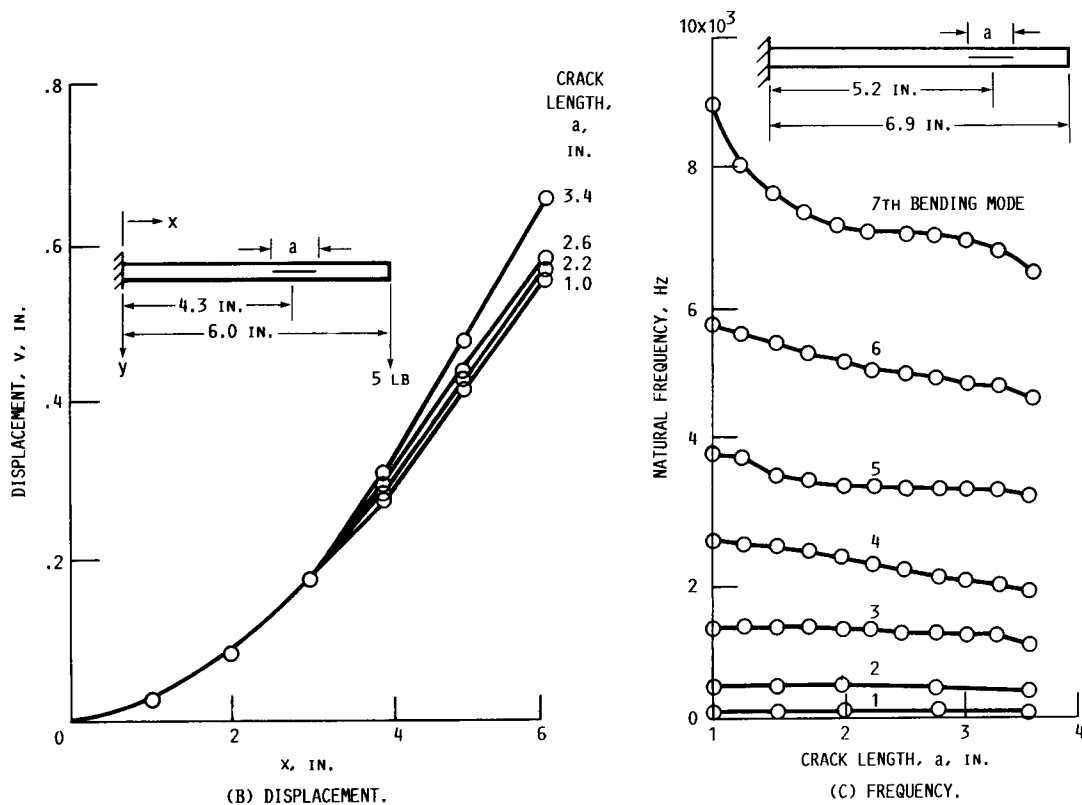 .8
.6
.4
.2
0
2
4
6
DISPLACEMENT, v, IN.
x, IN.
CRACK
LENGTH,
a,
IN.
3.4
2.6
2.2
1.0
x
a
4.3 IN.
6.0 IN.
y
5 LB
(B) DISPLACEMENT.
10x10³
8
6
4
2
0
1
2
3
4
NATURAL FREQUENCY, Hz
CRACK LENGTH, a, IN.
a
5.2 IN.
6.9 IN.
7TH BENDING MODE
6
5
4
3
2
1
(C) FREQUENCY.